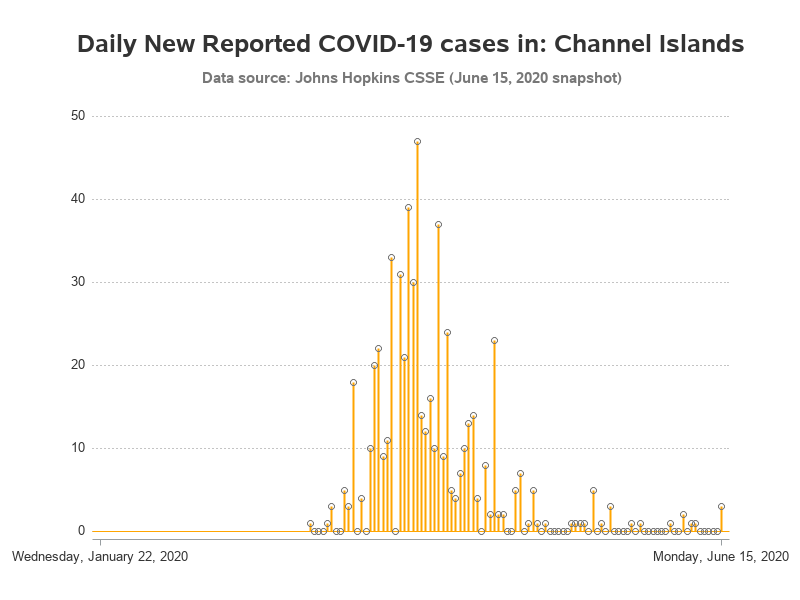 Daily New Reported COVID-19 cases in: Channel Islands
Data source: Johns Hopkins CSSE (June 15, 2020 snapshot)
50
40
30
20
10
0
Wednesday, January 22, 2020 Monday, June 15, 2020